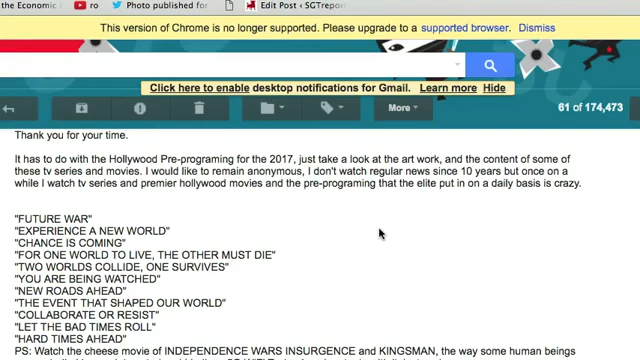 the Economic
ro
Photo published for
Edit Post ‹ SGTrepor
This version of Chrome is no longer supported. Please upgrade to a supported browser. Dismiss
Click here to enable desktop notifications for Gmail. Learn more Hide
More
61 of 174,473
Thank you for your time.
It has to do with the Hollywood Pre-programing for the 2017, just take a look at the art work, and the content of some of
these tv series and movies. I would like to remain anonymous, I don't watch regular news since 10 years but once on a
while I watch tv series and premier hollywood movies and the pre-programing that the elite put in on a daily basis is crazy.
"FUTURE WAR"
"EXPERIENCE A NEW WORLD"
"CHANCE IS COMING"
"FOR ONE WORLD TO LIVE, THE OTHER MUST DIE"
"TWO WORLDS COLLIDE, ONE SURVIVES"
"YOU ARE BEING WATCHED"
"NEW ROADS AHEAD"
"THE EVENT THAT SHAPED OUR WORLD"
"COLLABORATE OR RESIST"
"LET THE BAD TIMES ROLL"
"HARD TIMES AHEAD"
PS: Watch the cheese movie of INDEPENDENCE WARS INSURGENCE and KINGSMAN, the way some human beings